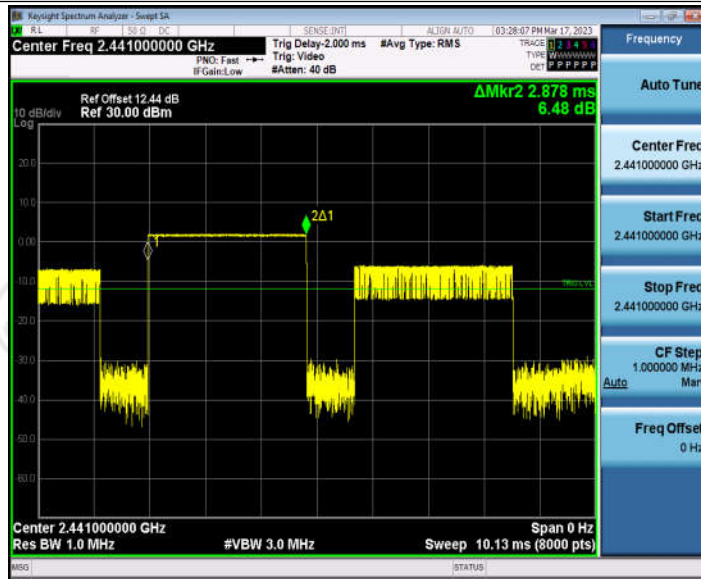 Keysight Spectrum Analyzer - Swept SA
RL RF 50 Ω DC SENSE:INT ALIGN AUTO 03:28:07 PM Mar 17, 2023
Center Freq 2.441000000 GHz
PNO: Fast
IFGain:Low
Trig Delay-2.000 ms
Trig: Video
#Atten: 40 dB
#Avg Type: RMS
TRACE 1 2 3 4 5 6
TYPE
DET P P P P P P
Frequency
Auto Tune
Center Freq
2.441000000 GHz
Start Freq
2.441000000 GHz
Stop Freq
2.441000000 GHz
CF Step
1.000000 MHz
Auto Man
Freq Offset
0 Hz
ΔMkr2 2.878 ms
6.48 dB
Ref Offset 12.44 dB
10 dB/div Ref 30.00 dBm
Log
20.0
10.0
0.00
-10.0
-20.0
-30.0
-40.0
-50.0
-60.0
1
2Δ1
TRIG LVL
Center 2.441000000 GHz Span 0 Hz
Res BW 1.0 MHz #VBW 3.0 MHz Sweep 10.13 ms (8000 pts)
MSG STATUS